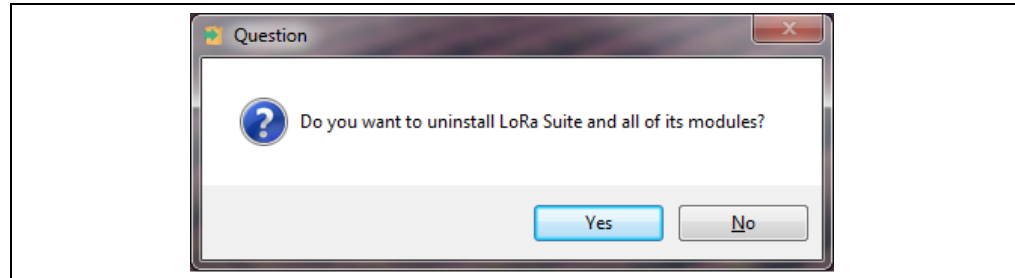 Question
Do you want to uninstall LoRa Suite and all of its modules?
Yes
No